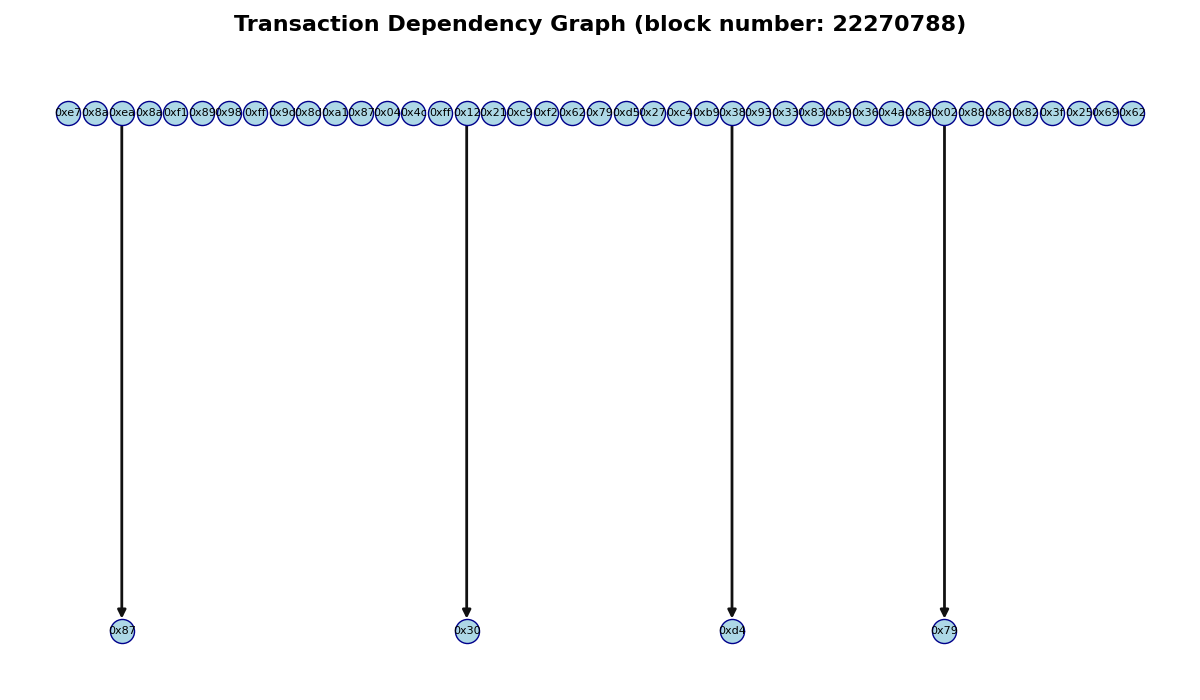 Transaction Dependency Graph (block number: 22270788)
0xe7 0x8a 0xea 0x8a 0xf1 0x89 0x98 0xff 0x9d 0x8d 0xa1 0x87 0x04 0x4c 0xff 0x12 0x21 0xc9 0xf2 0x62 0x79 0xd5 0x27 0xc4 0xb9 0x38 0x93 0x33 0x83 0xb9 0x36 0x4a 0x8a 0x02 0x88 0x8d 0x82 0x3f 0x25 0x69 0x62
0x87 0x30 0xd4 0x79